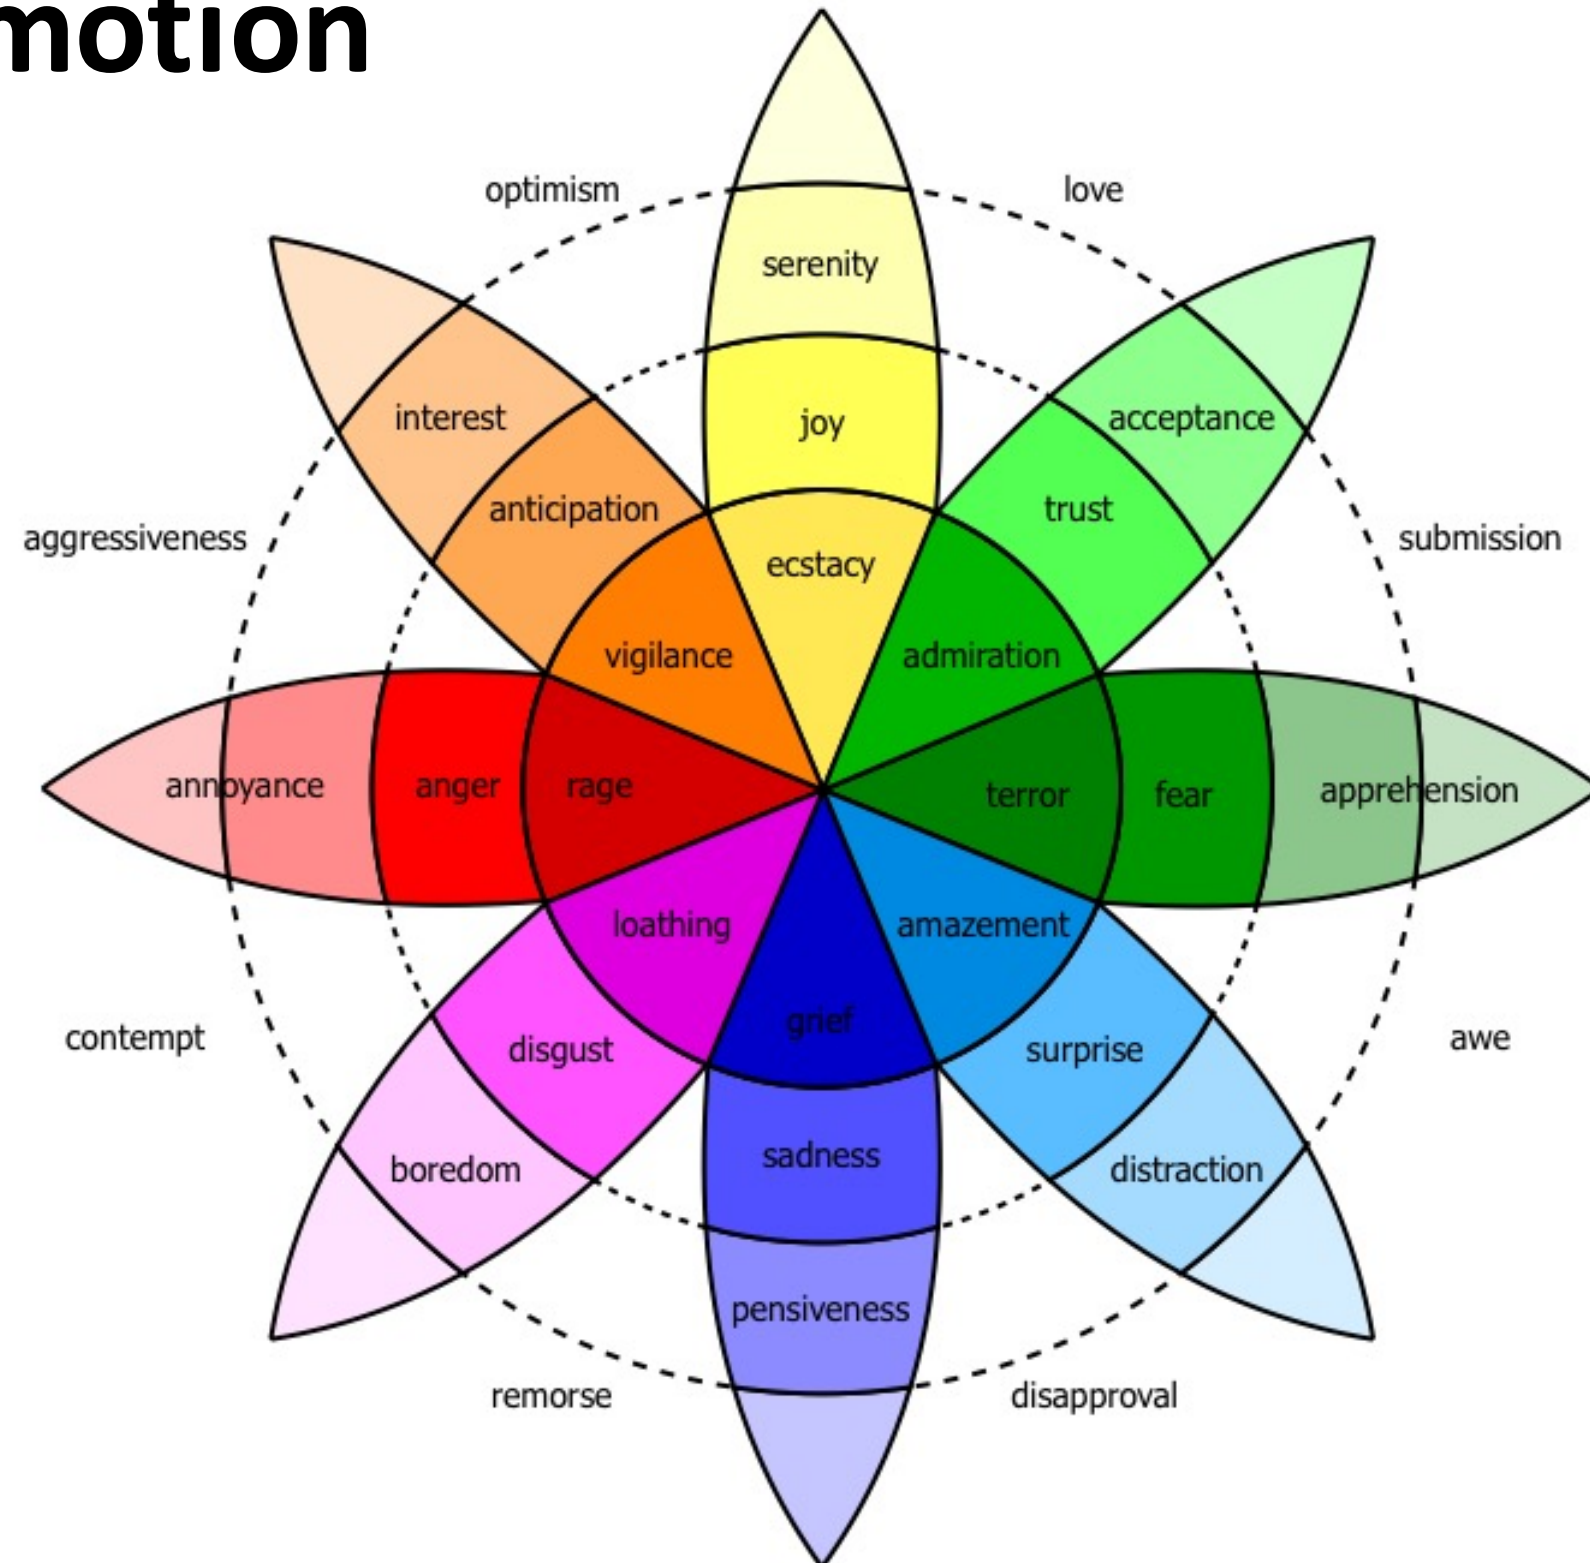 motion
optimism
love
serenity
interest
joy
acceptance
anticipation
trust
aggressiveness
submission
ecstacy
vigilance
admiration
annoyance
anger
rage
terror
fear
apprehension
loathing
amazement
contempt
grief
awe
disgust
surprise
sadness
boredom
distraction
pensiveness
remorse
disapproval